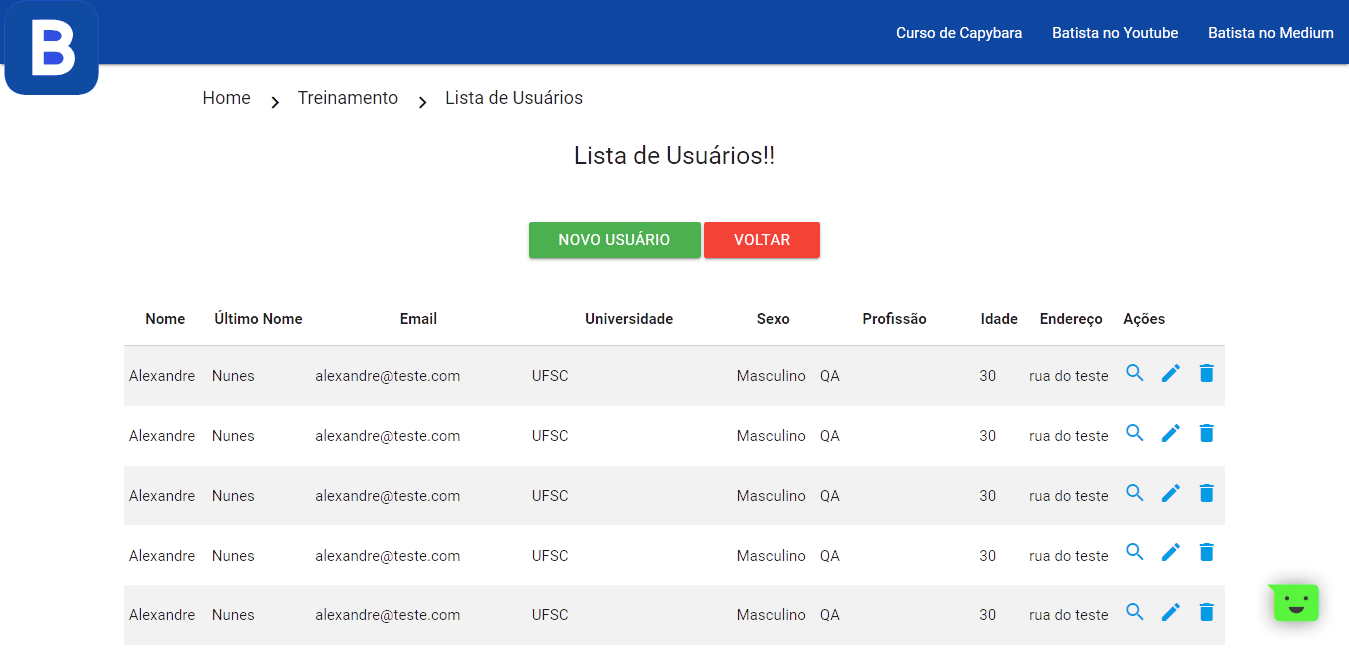 B
Curso de Capybara Batista no Youtube Batista no Medium
Home Treinamento Lista de Usuários
Lista de Usuários!!
NOVO USUÁRIO VOLTAR
Nome Último Nome Email Universidade Sexo Profissão Idade Endereço Ações
Alexandre Nunes alexandre@teste.com UFSC Masculino QA 30 rua do teste
Alexandre Nunes alexandre@teste.com UFSC Masculino QA 30 rua do teste
Alexandre Nunes alexandre@teste.com UFSC Masculino QA 30 rua do teste
Alexandre Nunes alexandre@teste.com UFSC Masculino QA 30 rua do teste
Alexandre Nunes alexandre@teste.com UFSC Masculino QA 30 rua do teste